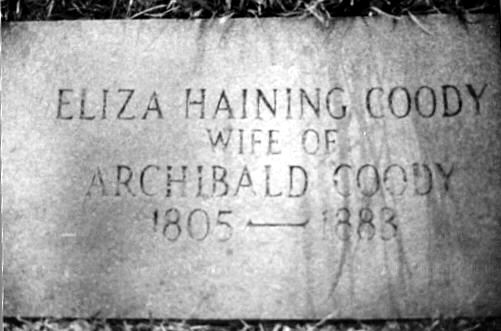 ELIZA HAINING COODY
WIFE OF
ARCHIBALD COODY
1805 — 1883